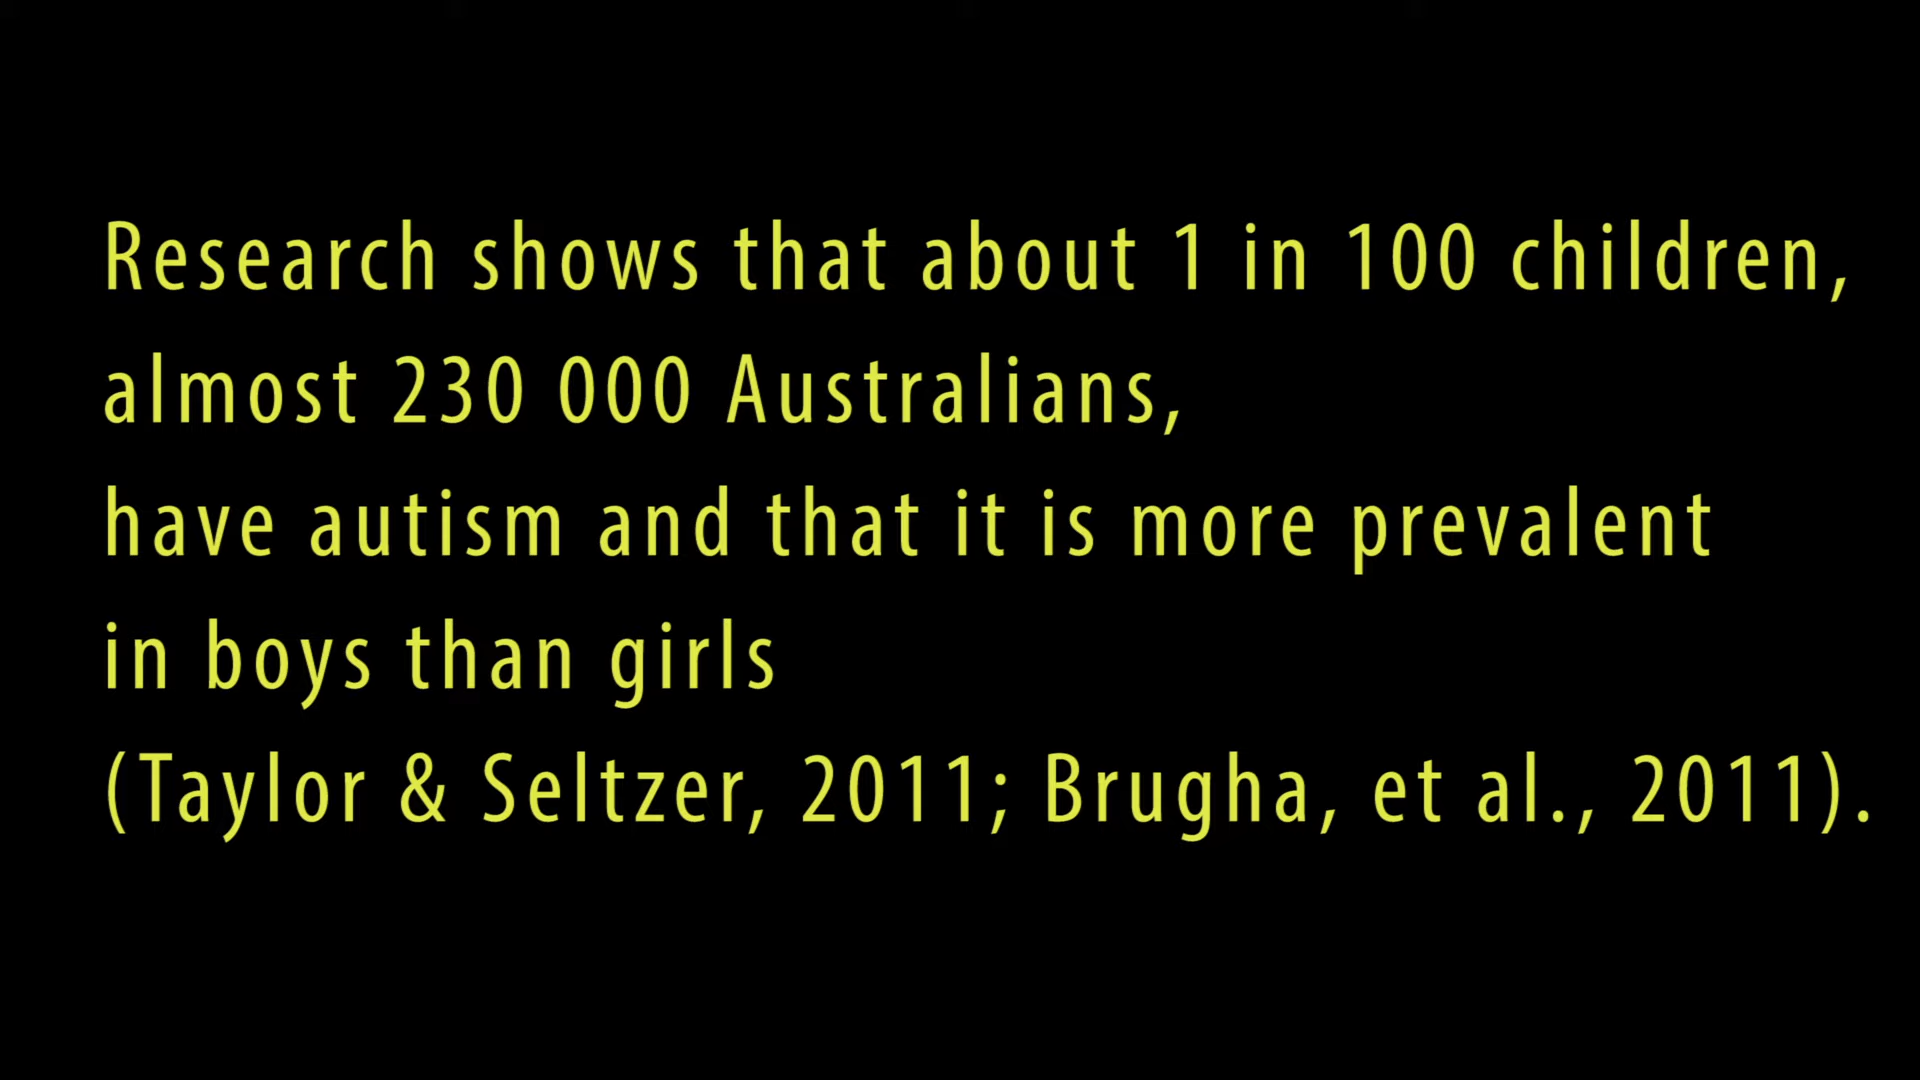 Research shows that about 1 in 100 children,
almost 230 000 Australians,
have autism and that it is more prevalent
in boys than girls
(Taylor & Seltzer, 2011; Brugha, et al., 2011).